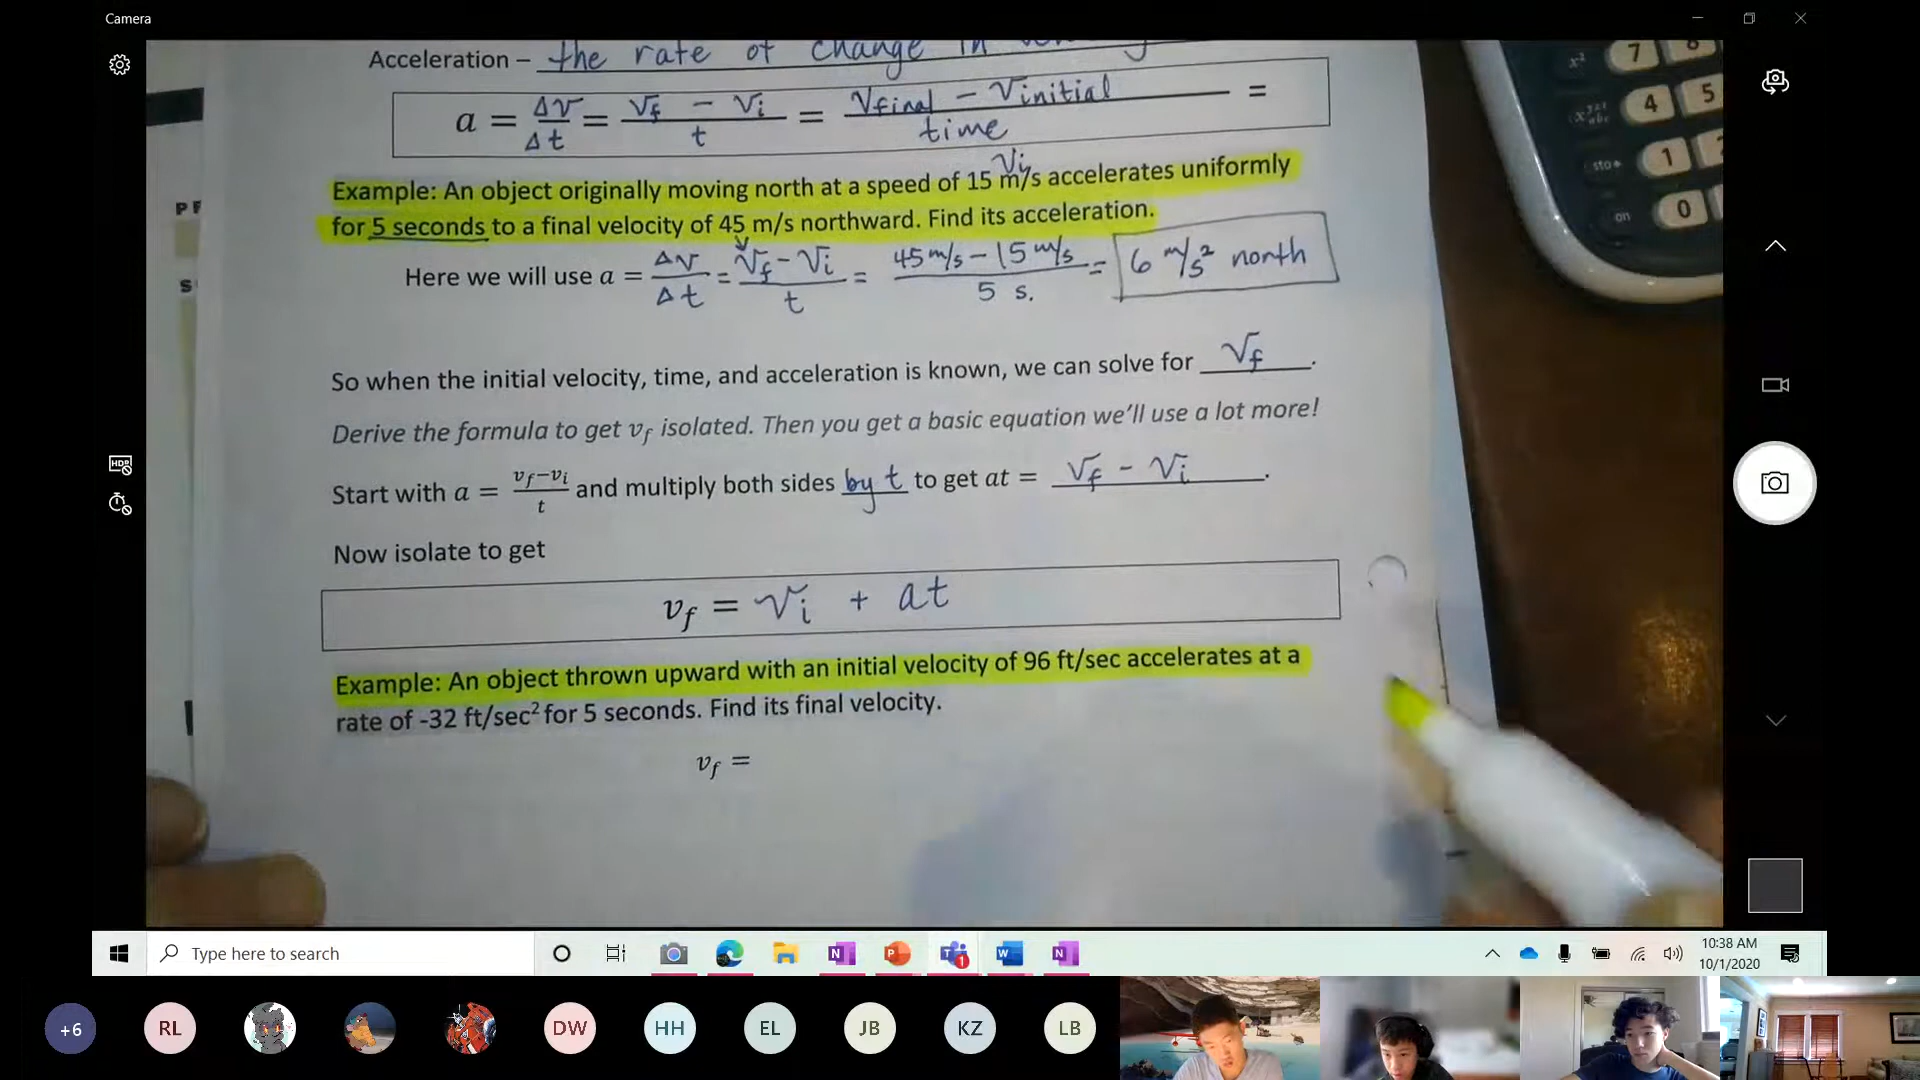 Camera
Acceleration – the rate of change in
a = Δv/Δt = vf - vi / t = Vfinal - Vinitial / time =
Vi
Example: An object originally moving north at a speed of 15 m/s accelerates uniformly
for 5 seconds to a final velocity of 45 m/s northward. Find its acceleration.
Here we will use a = Δv/Δt = Vf - Vi / t = 45 m/s - 15 m/s / 5 s. = 6 m/s² north
So when the initial velocity, time, and acceleration is known, we can solve for Vf.
Derive the formula to get vf isolated. Then you get a basic equation we'll use a lot more!
Start with a = vf−vi / t and multiply both sides by t to get at = Vf - Vi.
Now isolate to get
vf = Vi + at
Example: An object thrown upward with an initial velocity of 96 ft/sec accelerates at a
rate of -32 ft/sec² for 5 seconds. Find its final velocity.
vf =
x²
7
4
5
sto
1
on
0
HDR
Type here to search
N
P
1
W
N
10:38 AM
10/1/2020
+6
RL
DW
HH
EL
JB
KZ
LB